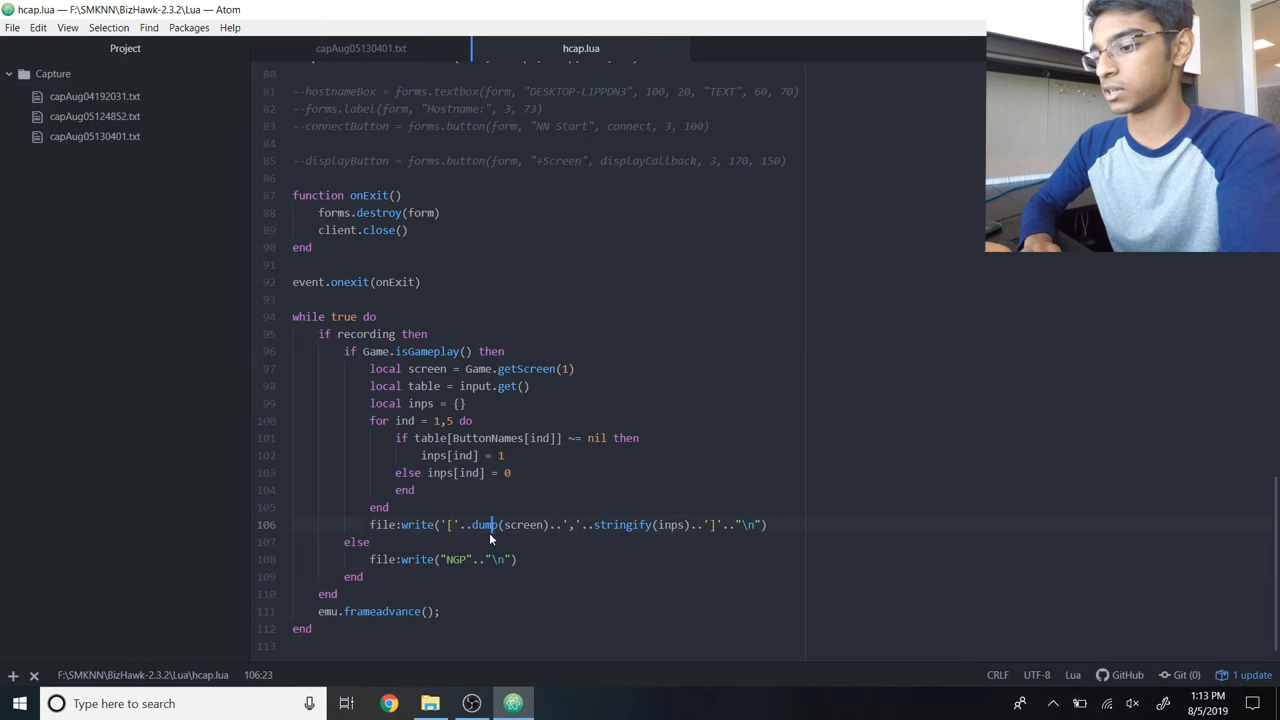 hcap.lua — F:\SMKNN\BizHawk-2.3.2\Lua — Atom
File Edit View Selection Find Packages Help
Project
capAug05130401.txt
hcap.lua
Capture
capAug04192031.txt
capAug05124852.txt
capAug05130401.txt
80
81 --hostnameBox = forms.textbox(form, "DESKTOP-L1PPDN3", 100, 20, "TEXT", 60, 70)
82 --forms.label(form, "Hostname:", 3, 73)
83 --connectButton = forms.button(form, "NN Start", connect, 3, 100)
84
85 --displayButton = forms.button(form, "+Screen", displayCallback, 3, 170, 150)
86
87 function onExit()
88 forms.destroy(form)
89 client.close()
90 end
91
92 event.onexit(onExit)
93
94 while true do
95 if recording then
96 if Game.isGameplay() then
97 local screen = Game.getScreen(1)
98 local table = input.get()
99 local inps = {}
100 for ind = 1,5 do
101 if table[ButtonNames[ind]] ~= nil then
102 inps[ind] = 1
103 else inps[ind] = 0
104 end
105 end
106 file:write('['..dump(screen)..','..stringify(inps)..']'.."\n")
107 else
108 file:write("NGP".."\n")
109 end
110 end
111 emu.frameadvance();
112 end
113
F:\SMKNN\BizHawk-2.3.2\Lua\hcap.lua 106:23 CRLF UTF-8 Lua GitHub Git (0) 1 update
Type here to search
1:13 PM
8/5/2019